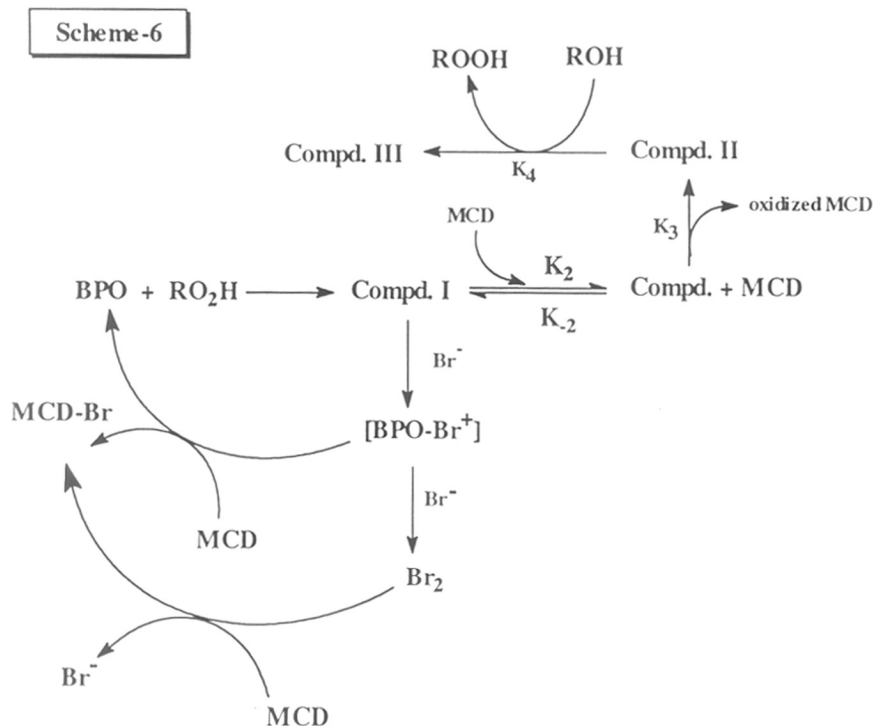 Scheme-6
ROOH ROH
Compd. III K4 Compd. II
MCD K3 oxidized MCD
BPO + RO2H Compd. I K2 Compd. + MCD
K-2
Br-
MCD-Br [BPO-Br+]
Br-
MCD
Br2
Br-
MCD